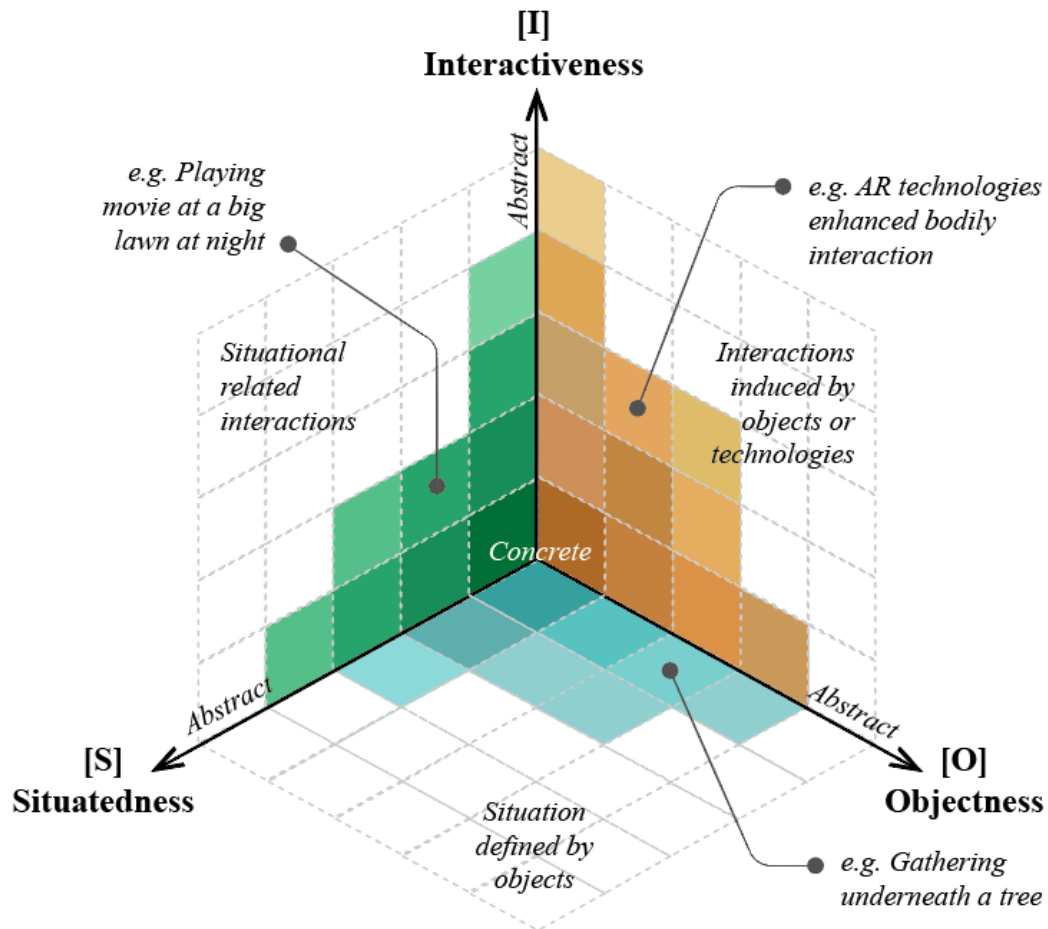 [I]
Interactiveness
Abstract
e.g. Playing
movie at a big
lawn at night
e.g. AR technologies
enhanced bodily
interaction
Situational
related
interactions
Interactions
induced by
objects or
technologies
Concrete
Abstract
Abstract
[S]
Situatedness
[O]
Objectness
Situation
defined by
objects
e.g. Gathering
underneath a tree